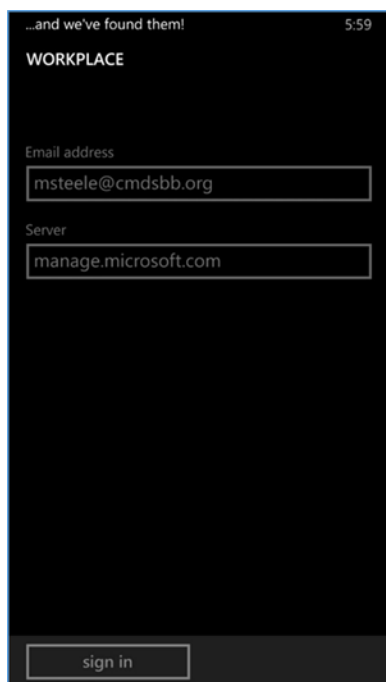 ...and we've found them! 5:59
WORKPLACE
Email address
msteele@cmdsbb.org
Server
manage.microsoft.com
sign in